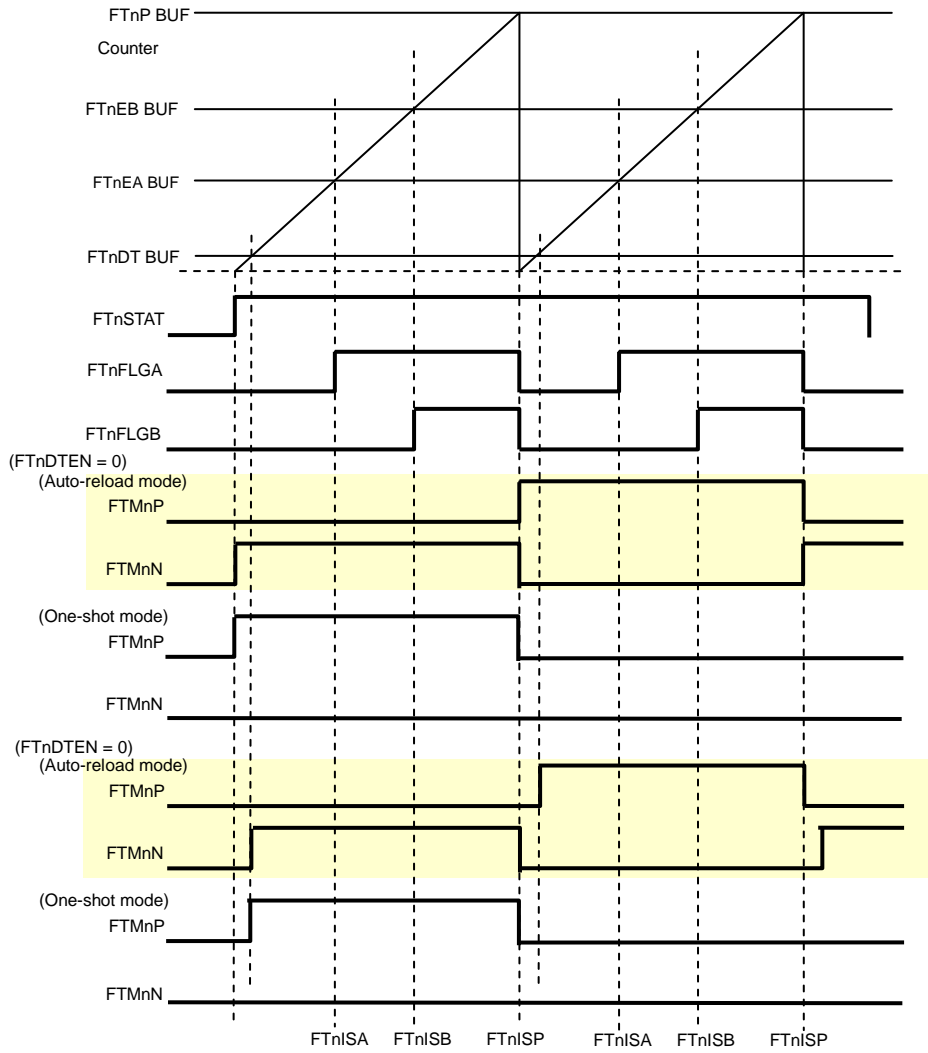 FTnP BUF
Counter
FTnEB BUF
FTnEA BUF
FTnDT BUF
FTnSTAT
FTnFLGA
FTnFLGB
(FTnDTEN = 0)
(Auto-reload mode)
FTMnP
FTMnN
(One-shot mode)
FTMnP
FTMnN
(FTnDTEN = 0)
(Auto-reload mode)
FTMnP
FTMnN
(One-shot mode)
FTMnP
FTMnN
FTnISA FTnISB FTnISP FTnISA FTnISB FTnISP